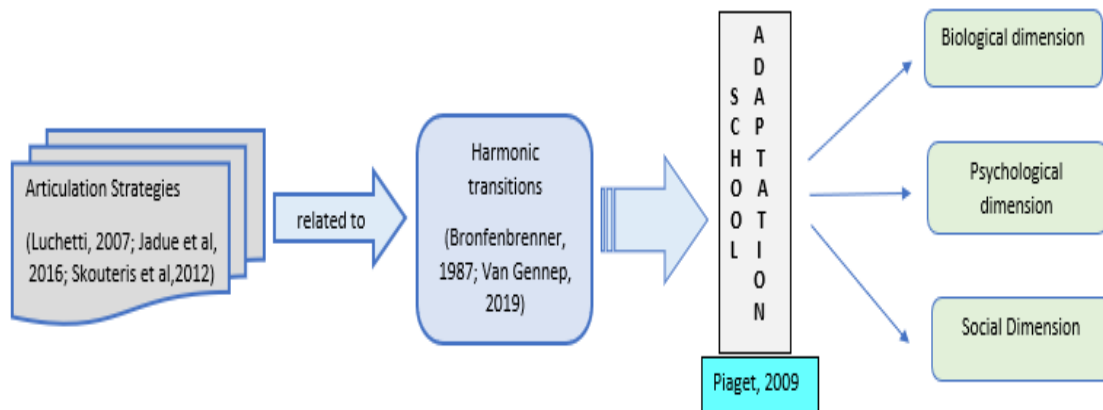 Articulation Strategies
(Luchetti, 2007; Jadue et al,
2016; Skouteris et al,2012)
related to
Harmonic
transitions
(Bronfenbrenner,
1987; Van Gennep,
2019)
SCHOOL
ADAPTATION
Piaget, 2009
Biological dimension
Psychological
dimension
Social Dimension